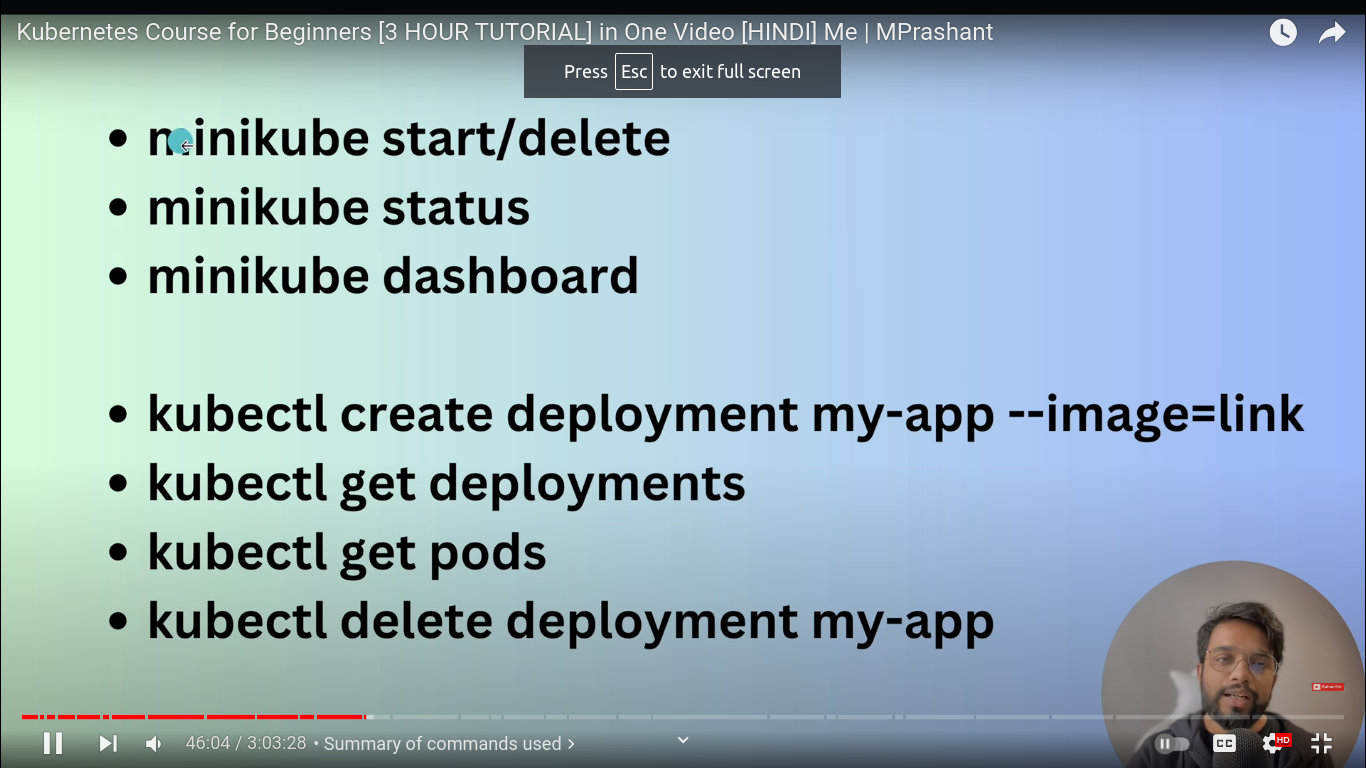 Kubernetes Course for Beginners [3 HOUR TUTORIAL] in One Video [HINDI] Me | MPrashant
Press Esc to exit full screen
• minikube start/delete
• minikube status
• minikube dashboard
• kubectl create deployment my-app --image=link
• kubectl get deployments
• kubectl get pods
• kubectl delete deployment my-app
Subscribe
46:04 / 3:03:28 • Summary of commands used >
CC
HD